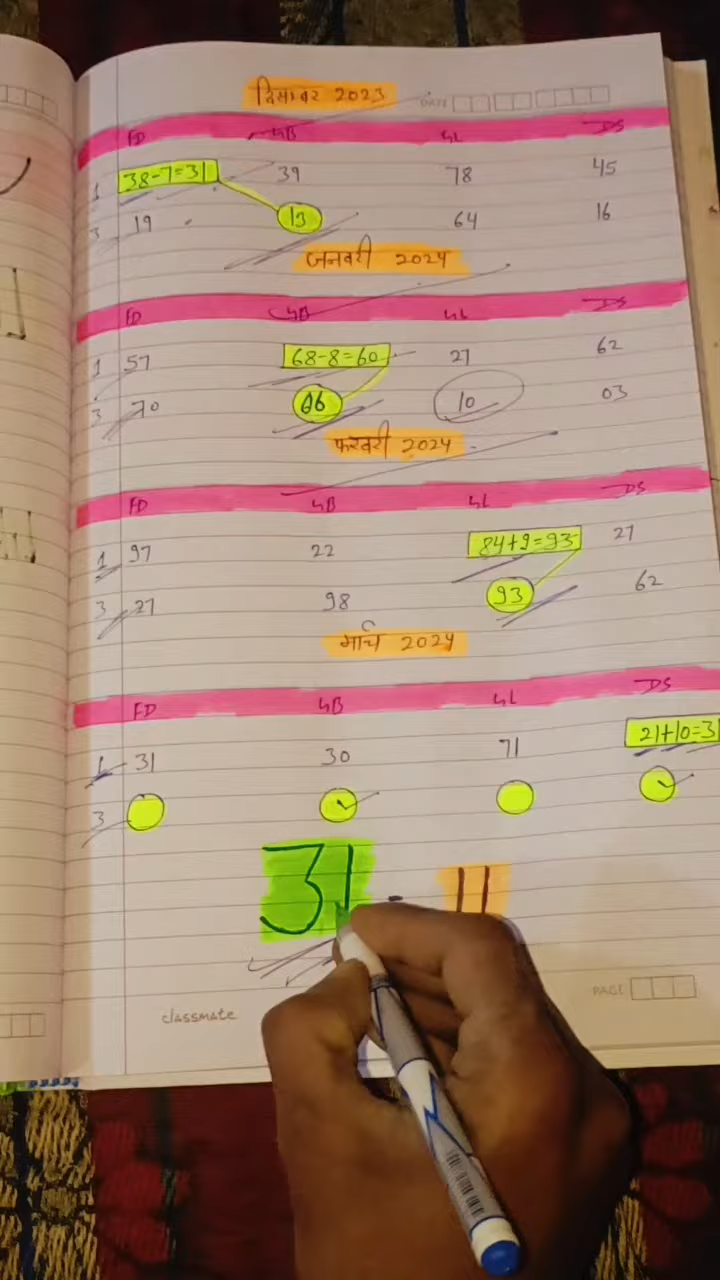 दिसम्बर 2023
DATE
FD GB GL DS
1 38-7=31 39 78 45
3 19 13 64 16
जनवरी 2024
FD GB GL DS
1 57 68-8=60 27 62
3 70 06 10 03
फरवरी 2024
FD GB GL DS
1 97 22 84+9=93 27
3 27 98 93 62
मार्च 2024
FD GB GL DS
1 31 30 71 21+10=31
3
31 - 11
classmate PAGE